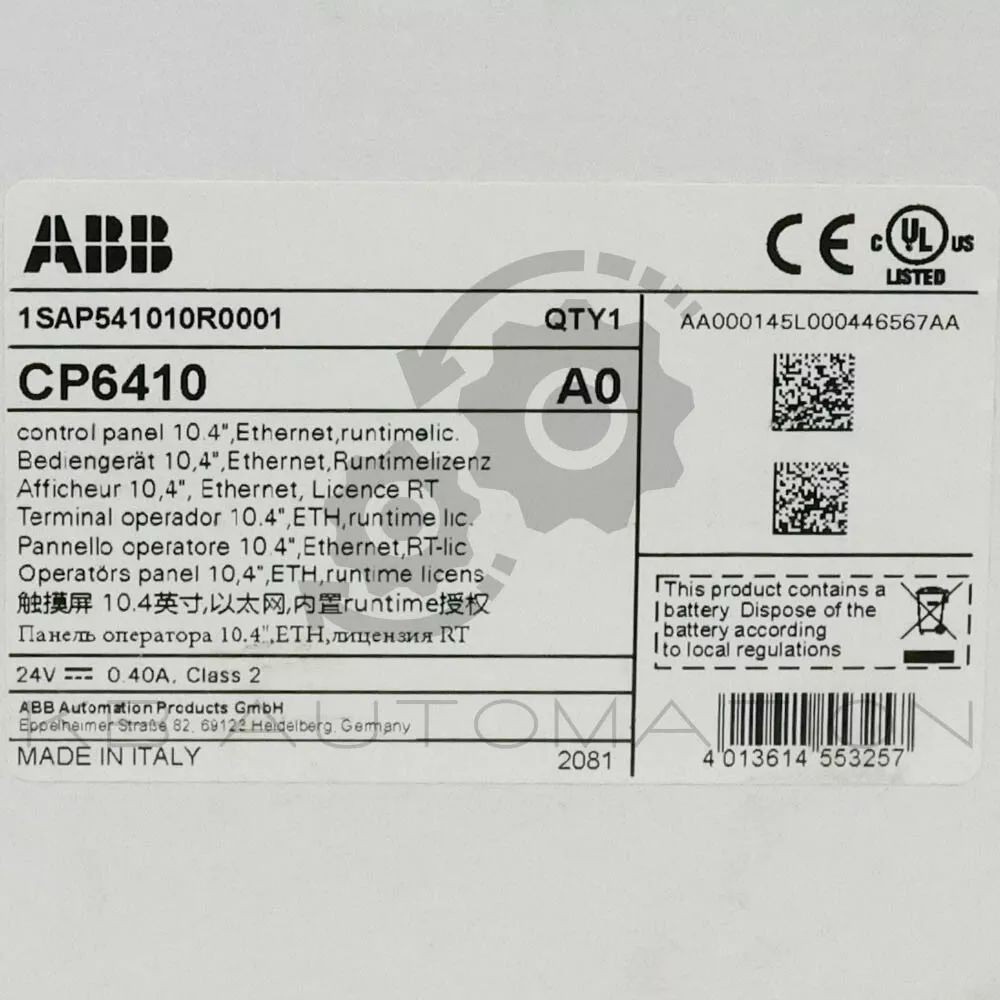 ABB
CE
c UL US
LISTED
1SAP541010R0001 QTY1
AA000145L000446567AA
CP6410 A0
control panel 10.4",Ethernet,runtimelic.
Bediengerät 10,4",Ethernet,Runtimelizenz
Afficheur 10,4", Ethernet, Licence RT
Terminal operador 10.4",ETH,runtime lic.
Pannello operatore 10.4",Ethernet,RT-lic
Operatörs panel 10,4",ETH,runtime licens
触摸屏 10.4英寸,以太网,内置runtime授权
Панель оператора 10.4",ETH,лицензия RT
This product contains a
battery. Dispose of the
battery according
to local regulations
24V 0.40A, Class 2
ABB Automation Products GmbH
Eppelheimer Straße 82, 69123 Heidelberg, Germany
AUTOMATION
MADE IN ITALY 2081
4 013614 553257